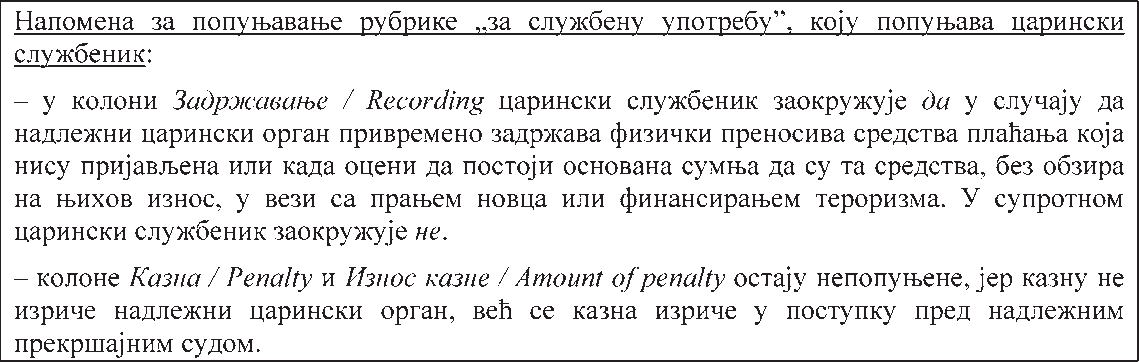 Напомена за попуњавање рубрике „за службену употребу”, коју попуњава царински
службеник:
– у колони Задржавање / Recording царински службеник заокружује да у случају да
надлежни царински орган привремено задржава физички преносива средства плаћања која
нису пријављена или када оцени да постоји основана сумња да су та средства, без обзира
на њихов износ, у вези са прањем новца или финансирањем тероризма. У супротном
царински службеник заокружује не.
– колоне Казна / Penalty и Износ казне / Amount of penalty остају непопуњене, јер казну не
изриче надлежни царински орган, већ се казна изриче у поступку пред надлежним
прекршајним судом.